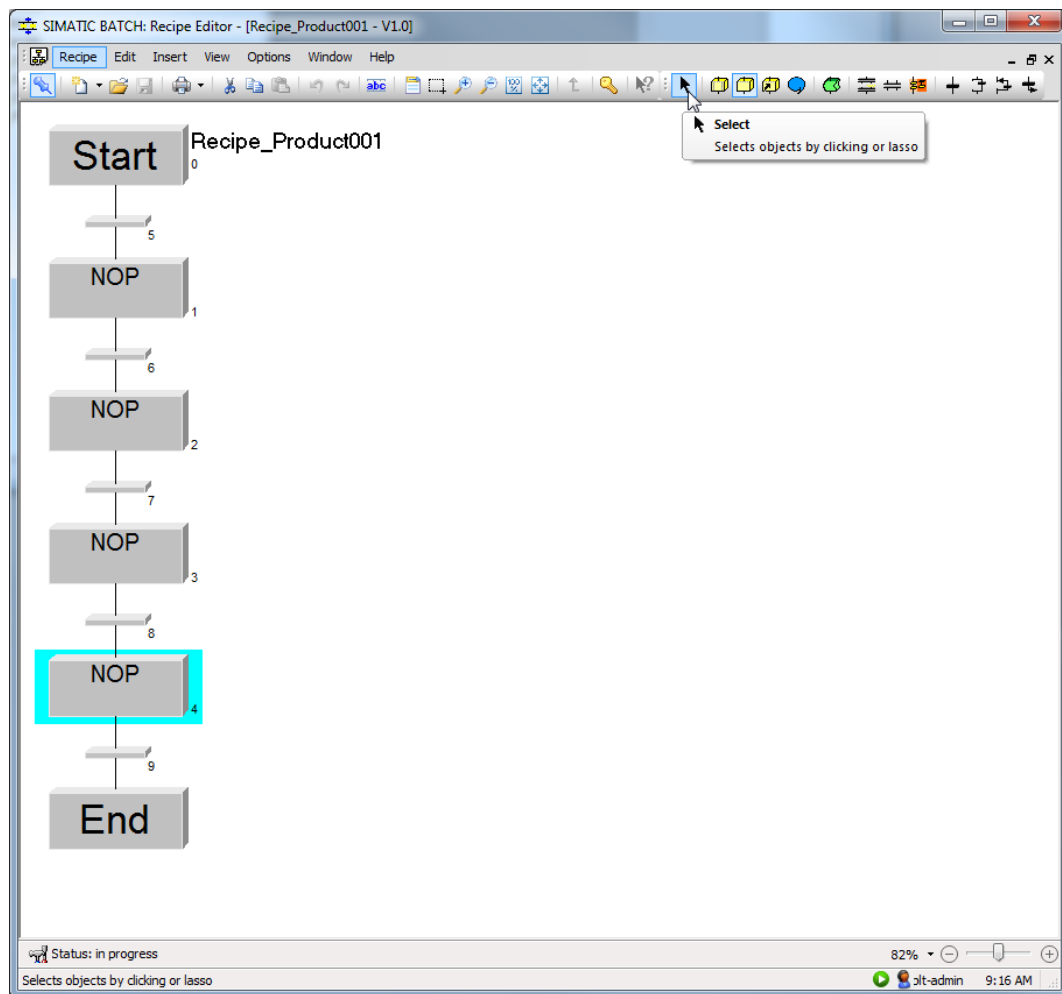 SIMATIC BATCH: Recipe Editor - [Recipe_Product001 - V1.0]
Recipe Edit Insert View Options Window Help
abc
Select
Selects objects by clicking or lasso
Start
Recipe_Product001
0
5
NOP
1
6
NOP
2
7
NOP
3
8
NOP
4
9
End
Status: in progress
82%
Selects objects by clicking or lasso
olt-admin 9:16 AM